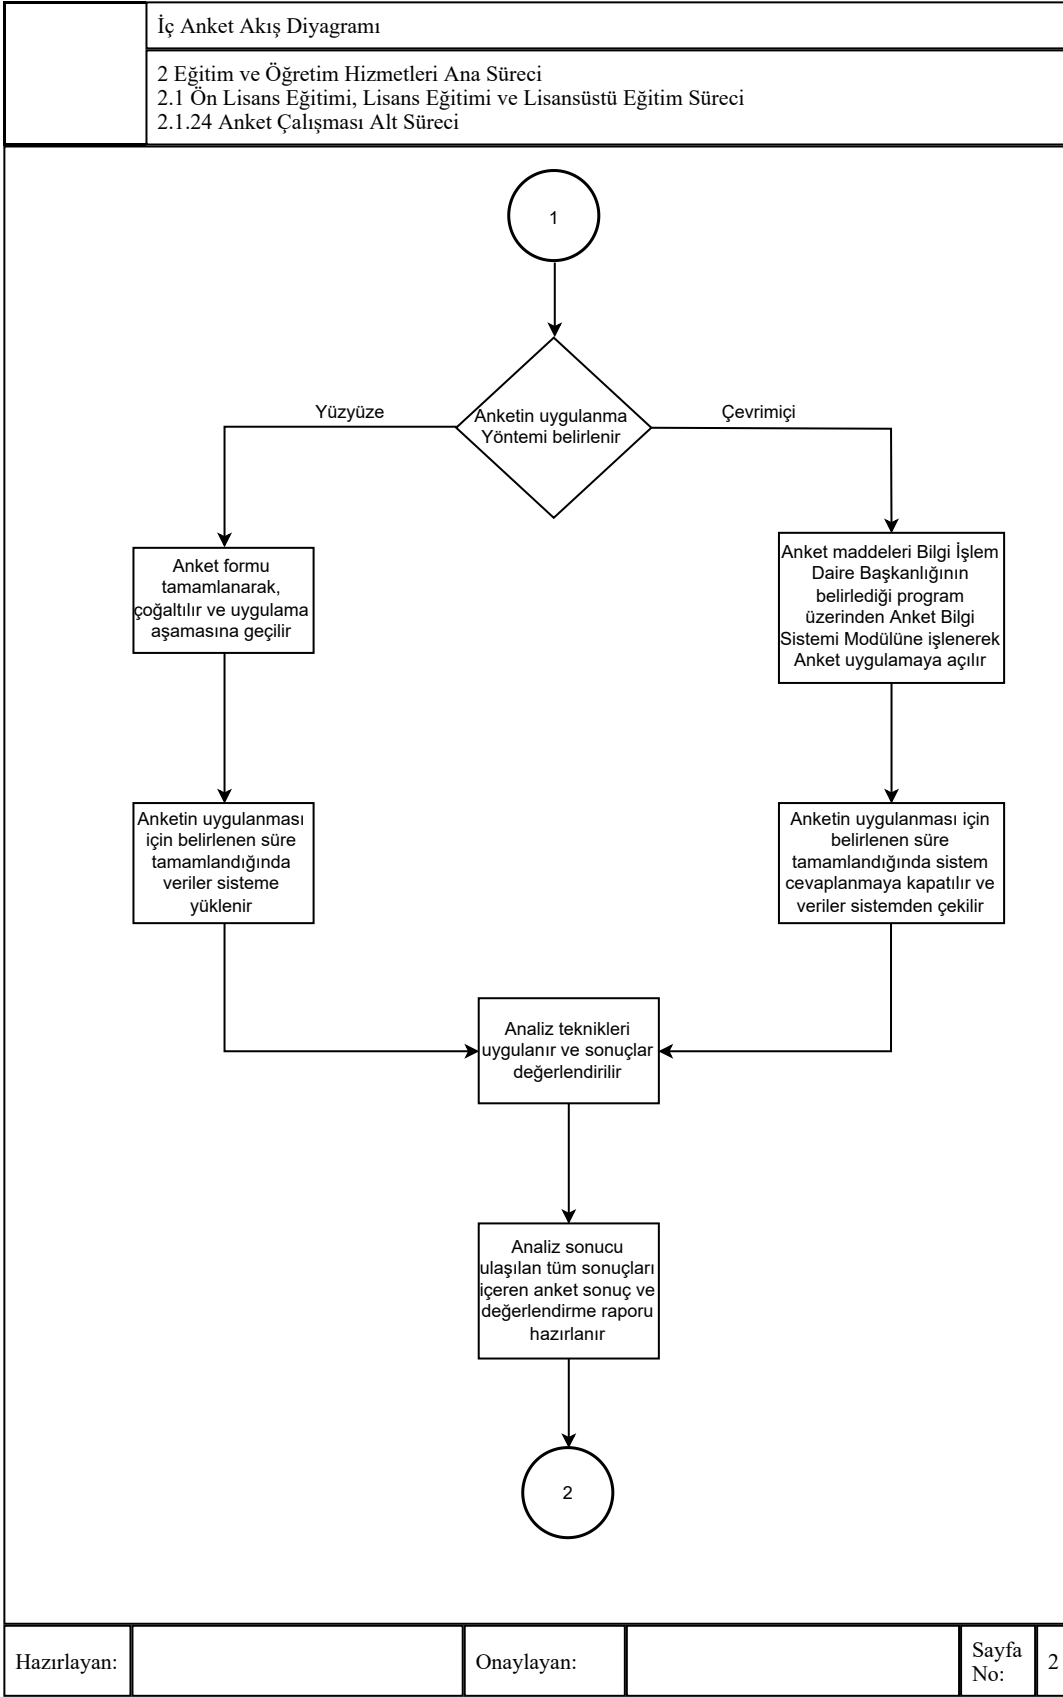 İç Anket Akış Diyagramı
2 Eğitim ve Öğretim Hizmetleri Ana Süreci
2.1 Ön Lisans Eğitimi, Lisans Eğitimi ve Lisansüstü Eğitim Süreci
2.1.24 Anket Çalışması Alt Süreci
1
Anketin uygulanma
Yöntemi belirlenir
Yüzyüze
Çevrimiçi
Anket formu
tamamlanarak,
çoğaltılır ve uygulama
aşamasına geçilir
Anket maddeleri Bilgi İşlem
Daire Başkanlığının
belirlediği program
üzerinden Anket Bilgi
Sistemi Modülüne işlenerek
Anket uygulamaya açılır
Anketin uygulanması
için belirlenen süre
tamamlandığında
veriler sisteme
yüklenir
Anketin uygulanması için
belirlenen süre
tamamlandığında sistem
cevaplanmaya kapatılır ve
veriler sistemden çekilir
Analiz teknikleri
uygulanır ve sonuçlar
değerlendirilir
Analiz sonucu
ulaşılan tüm sonuçları
içeren anket sonuç ve
değerlendirme raporu
hazırlanır
2
Hazırlayan:
Onaylayan:
Sayfa
No:
2